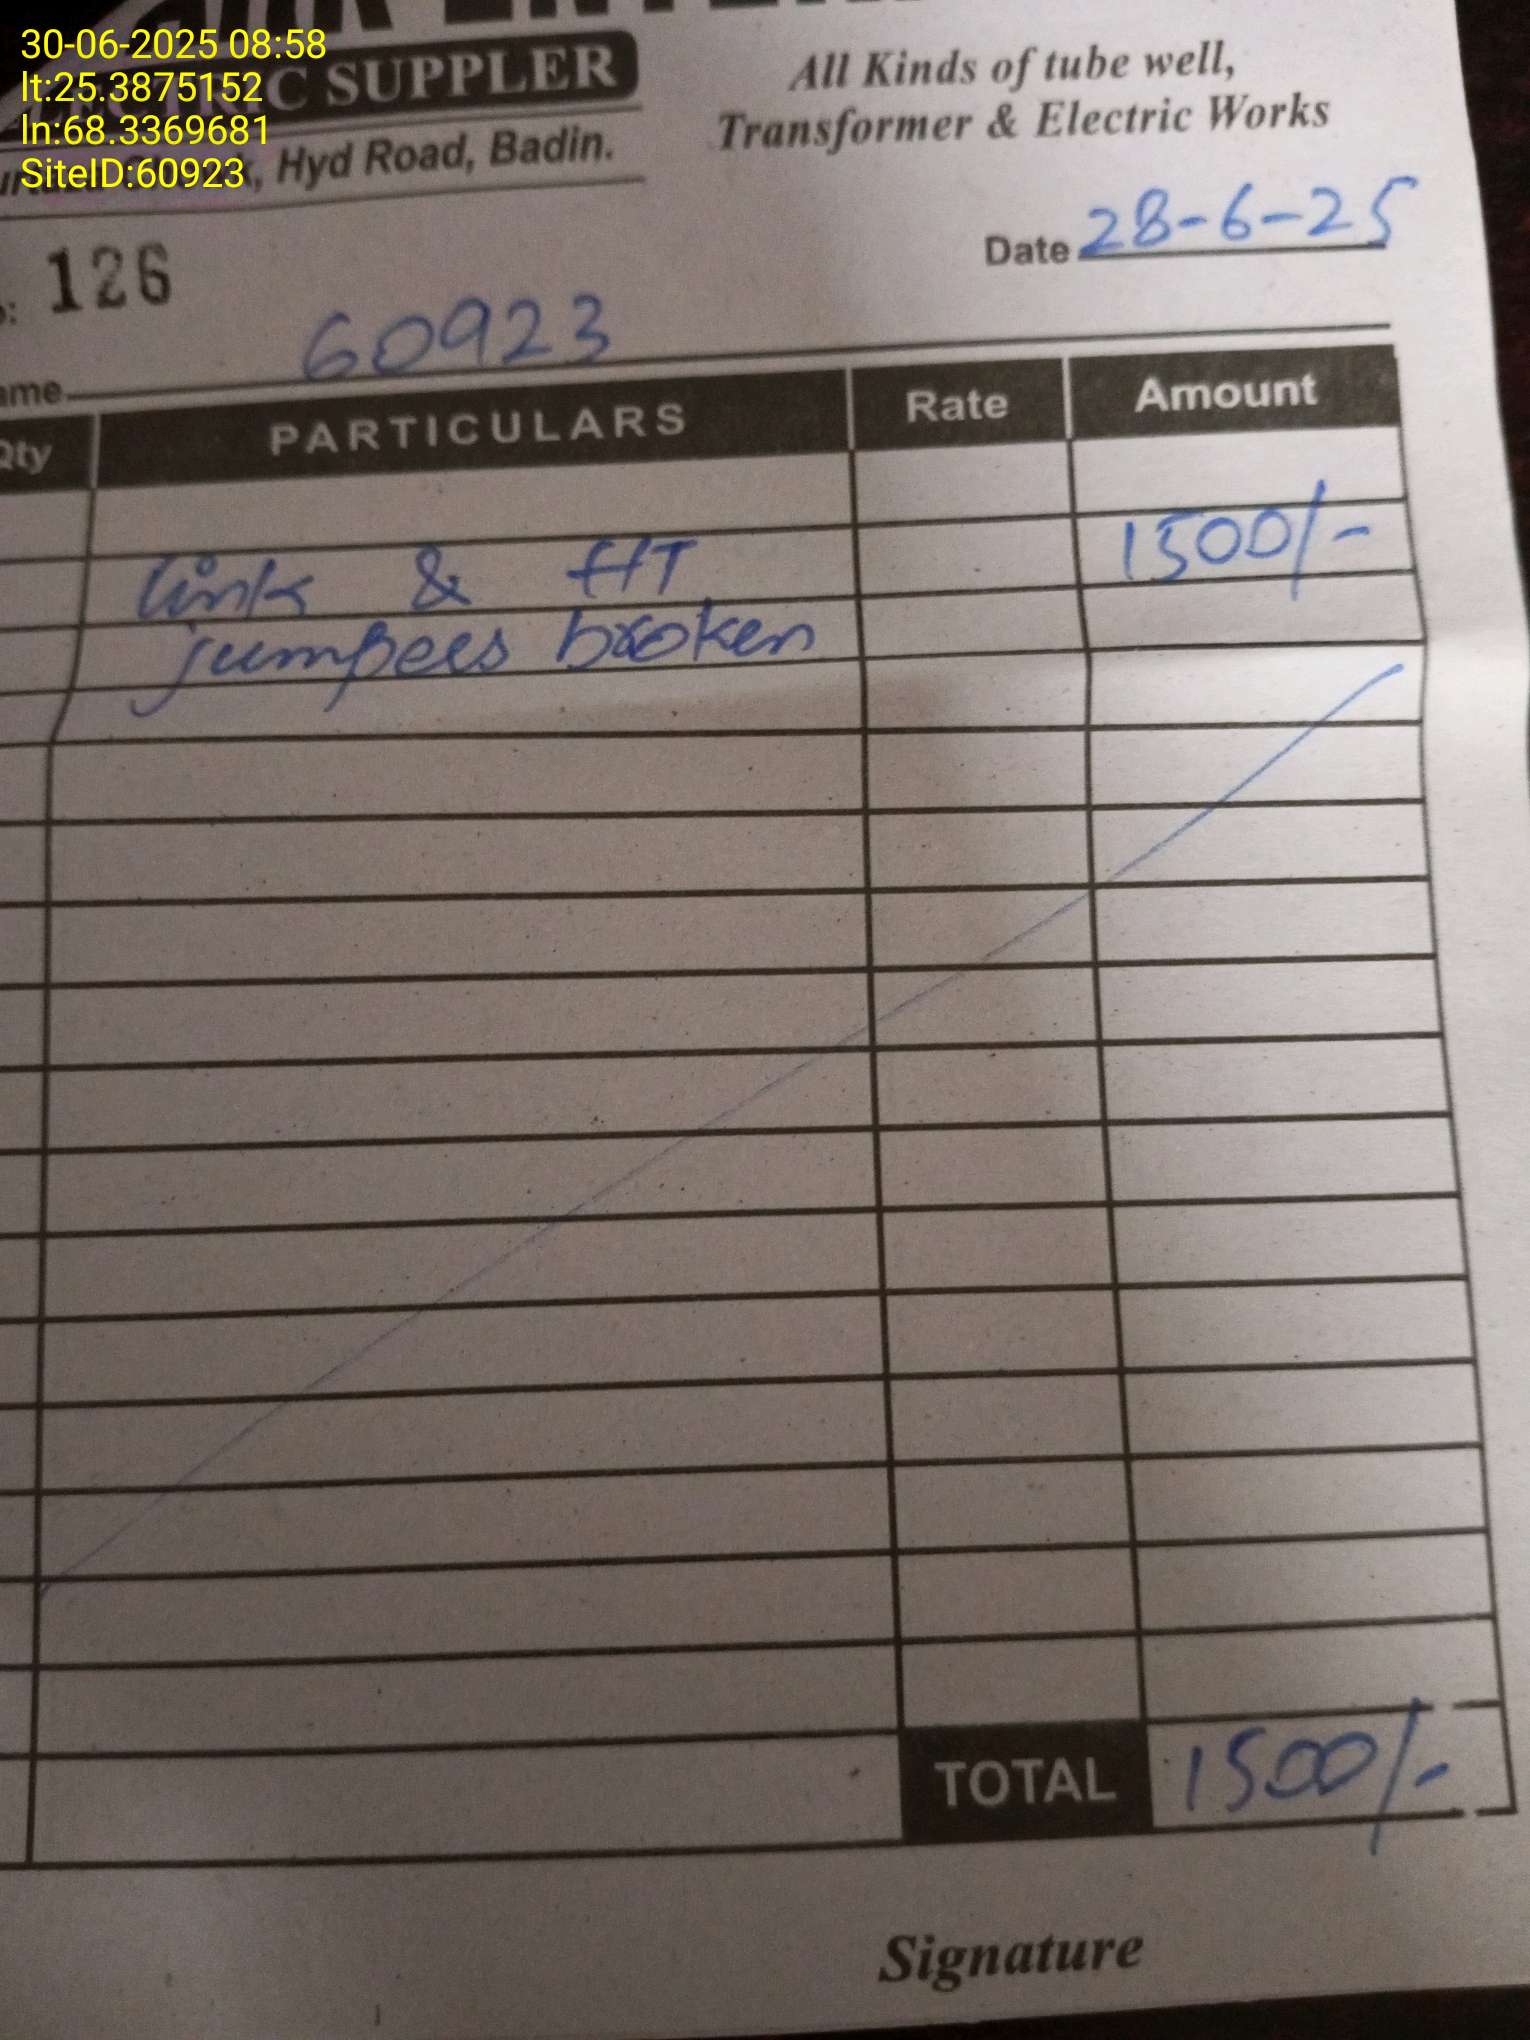 30-06-2025 08:58
lt:25.3875152
ln:68.3369681
SiteID:60923
SUPPLER
Hyd Road, Badin.
All Kinds of tube well,
Transformer & Electric Works
126
Date 28-6-25
60923
Qty PARTICULARS Rate Amount
link & HT 1500/-
jumpers broken
TOTAL 1500/-
Signature